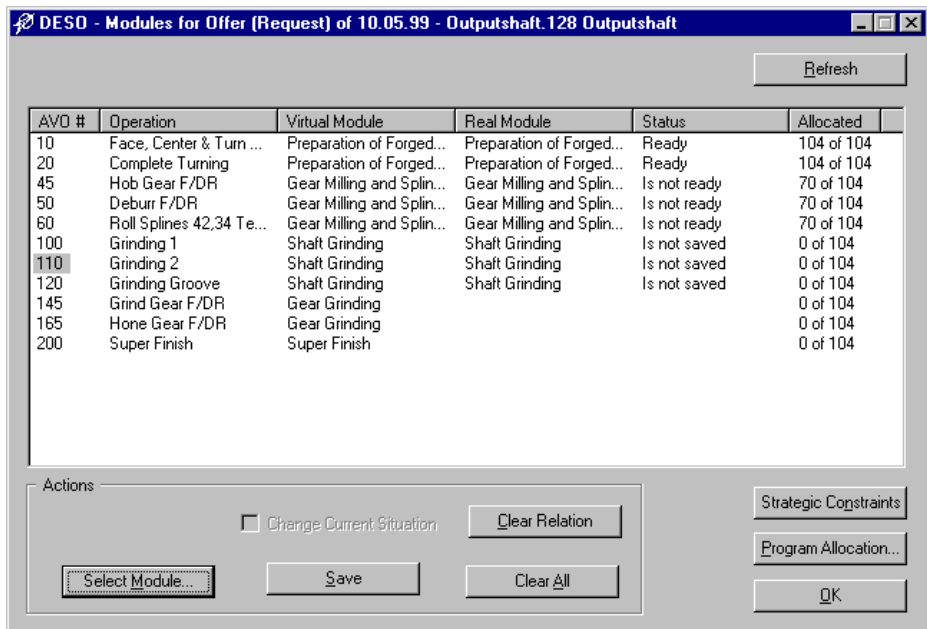 DESO - Modules for Offer (Request) of 10.05.99 - Outputshaft.128 Outputshaft
Refresh
AVO # Operation Virtual Module Real Module Status Allocated
10 Face, Center & Turn ... Preparation of Forged... Preparation of Forged... Ready 104 of 104
20 Complete Turning Preparation of Forged... Preparation of Forged... Ready 104 of 104
45 Hob Gear F/DR Gear Milling and Splin... Gear Milling and Splin... Is not ready 70 of 104
50 Deburr F/DR Gear Milling and Splin... Gear Milling and Splin... Is not ready 70 of 104
60 Roll Splines 42,34 Te... Gear Milling and Splin... Gear Milling and Splin... Is not ready 70 of 104
100 Grinding 1 Shaft Grinding Shaft Grinding Is not saved 0 of 104
110 Grinding 2 Shaft Grinding Shaft Grinding Is not saved 0 of 104
120 Grinding Groove Shaft Grinding Shaft Grinding Is not saved 0 of 104
145 Grind Gear F/DR Gear Grinding 0 of 104
165 Hone Gear F/DR Gear Grinding 0 of 104
200 Super Finish Super Finish 0 of 104
Actions
Change Current Situation
Clear Relation
Select Module...
Save
Clear All
Strategic Constraints
Program Allocation...
OK